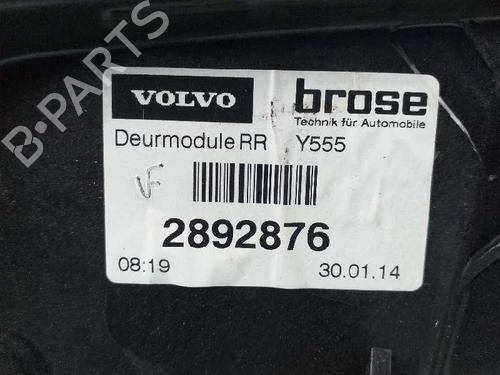 VOLVO brose
Technik für Automobile
Deurmodule RR Y555
VF
2892876
08:19 30.01.14
B-PARTS